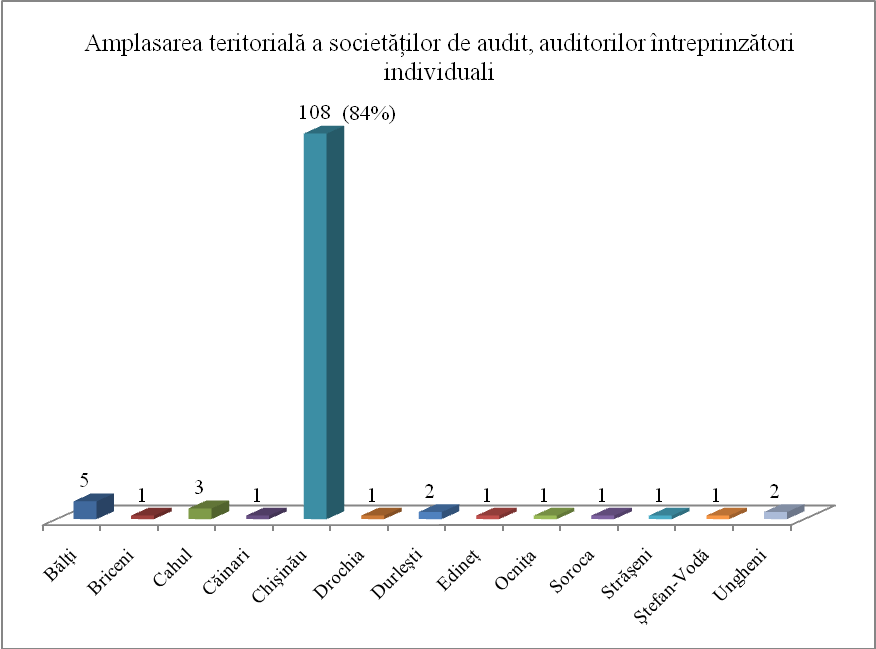 Amplasarea teritorială a societăților de audit, auditorilor întreprinzători
individuali
108 (84%)
5
1
3
1
1
2
1
1
1
1
1
2
Bălți
Briceni
Cahul
Căinari
Chișinău
Drochia
Durlești
Edineț
Ocnița
Soroca
Strășeni
Ștefan-Vodă
Ungheni